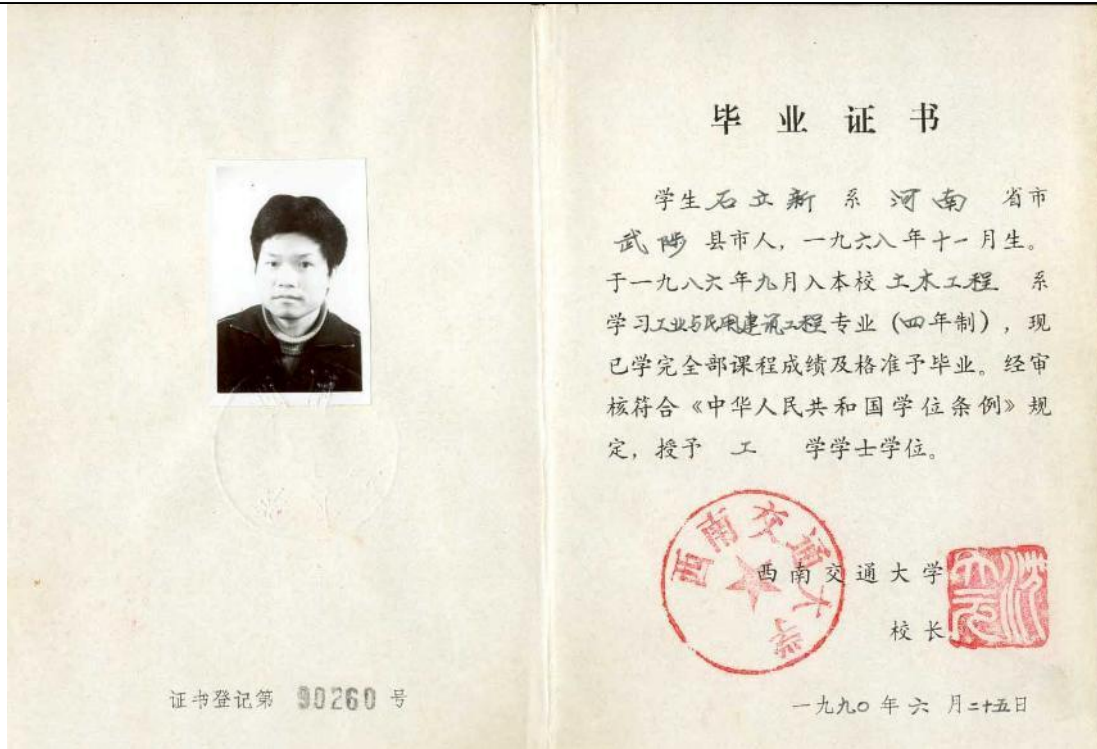 证书登记第 90260 号
毕业证书
学生 石立新 系 河南 省市
武陟 县市人，一九六八年十一月生。
于一九八六年九月入本校 土木工程 系
学习工业与民用建筑工程专业（四年制），现
已学完全部课程成绩及格准予毕业。经审
核符合《中华人民共和国学位条例》规
定，授予 工 学学士学位。
西南交通大学
西南交通大学
校长
沈大元
一九九〇年六月二十五日